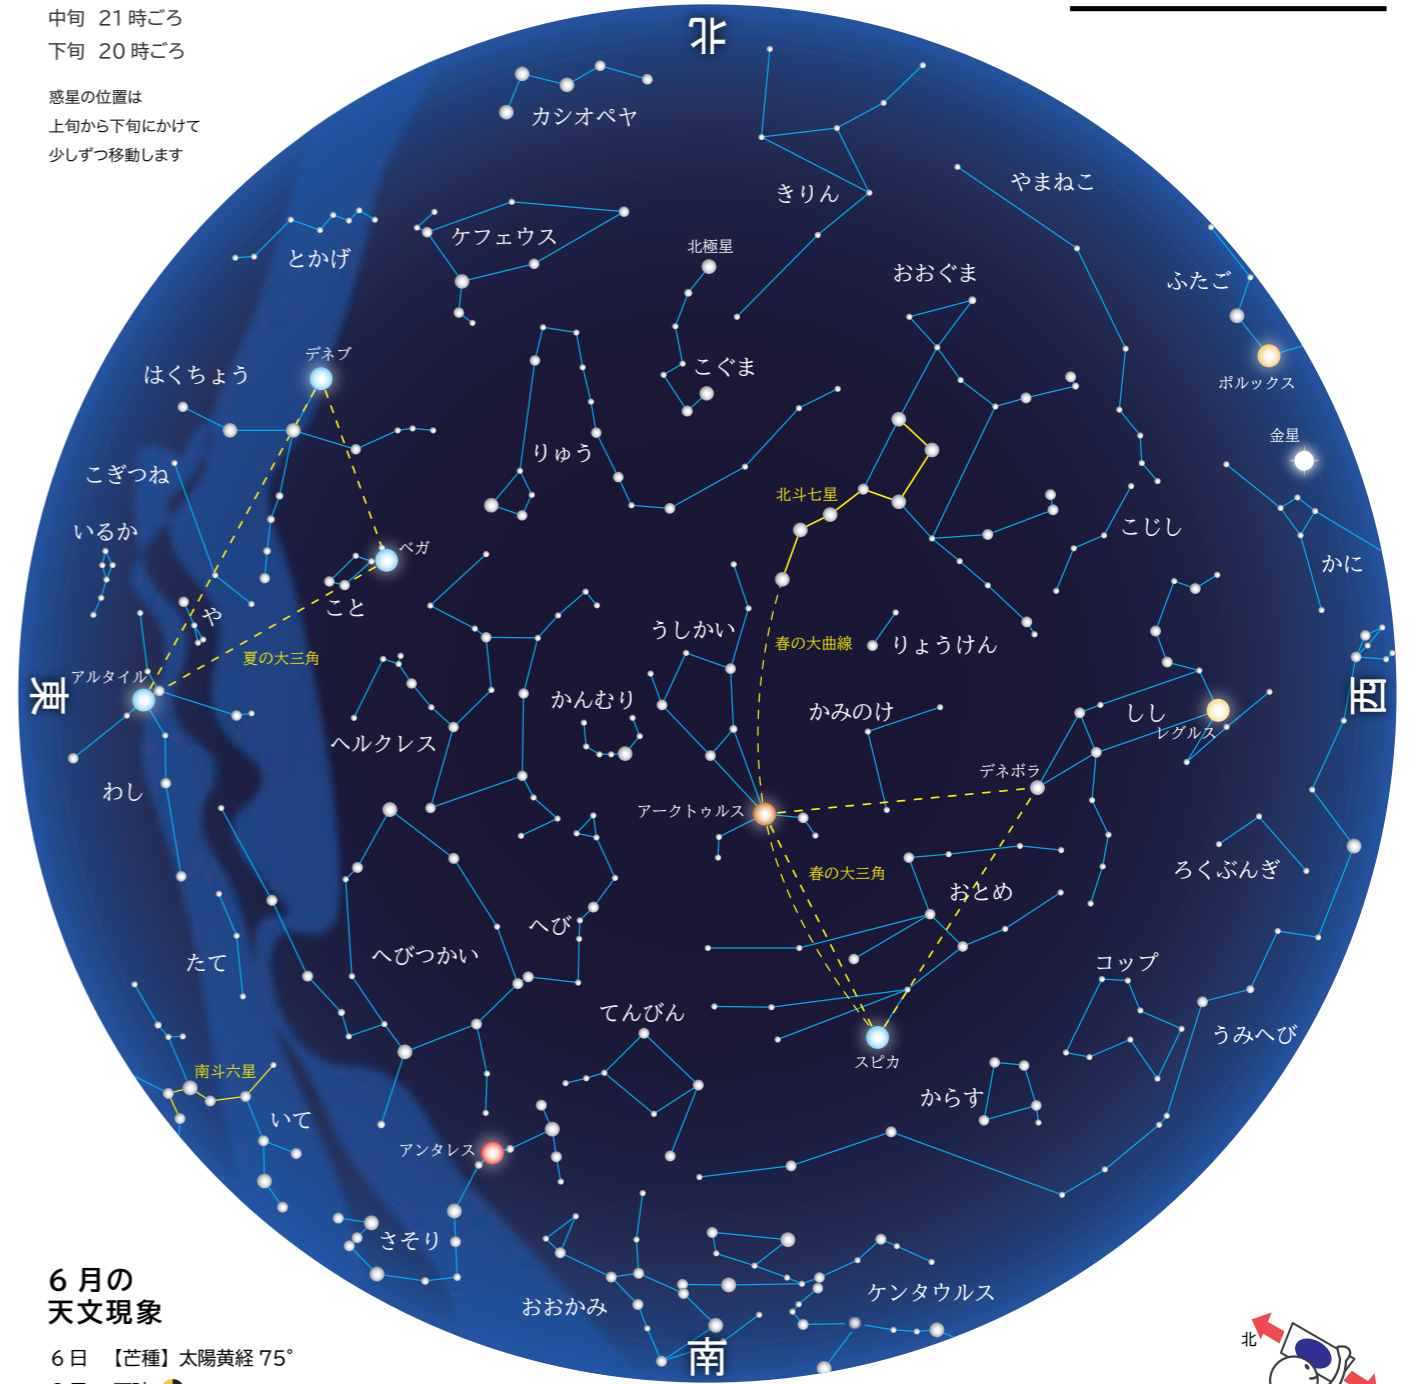 中旬 21時ごろ
下旬 20時ごろ
惑星の位置は
上旬から下旬にかけて
少しずつ移動します
北
カシオペヤ
きりん
やまねこ
とかげ
ケフェウス
北極星
おおぐま
ふたご
ポルックス
デネブ
はくちょう
こぐま
金星
りゅう
こぎつね
北斗七星
こじし
いるか
ベガ
かに
こと
や
うしかい
春の大曲線
りょうけん
夏の大三角
アルタイル
東
かんむり
かみのけ
しし
レグルス
西
ヘルクレス
デネボラ
わし
アークトゥルス
春の大三角
ろくぶんぎ
おとめ
へび
へびつかい
たて
コップ
てんびん
うみへび
スピカ
南斗六星
からす
いて
アンタレス
さそり
おおかみ
ケンタウルス
南
6月の
天文現象
北
6日 【芒種】太陽黄経 75°